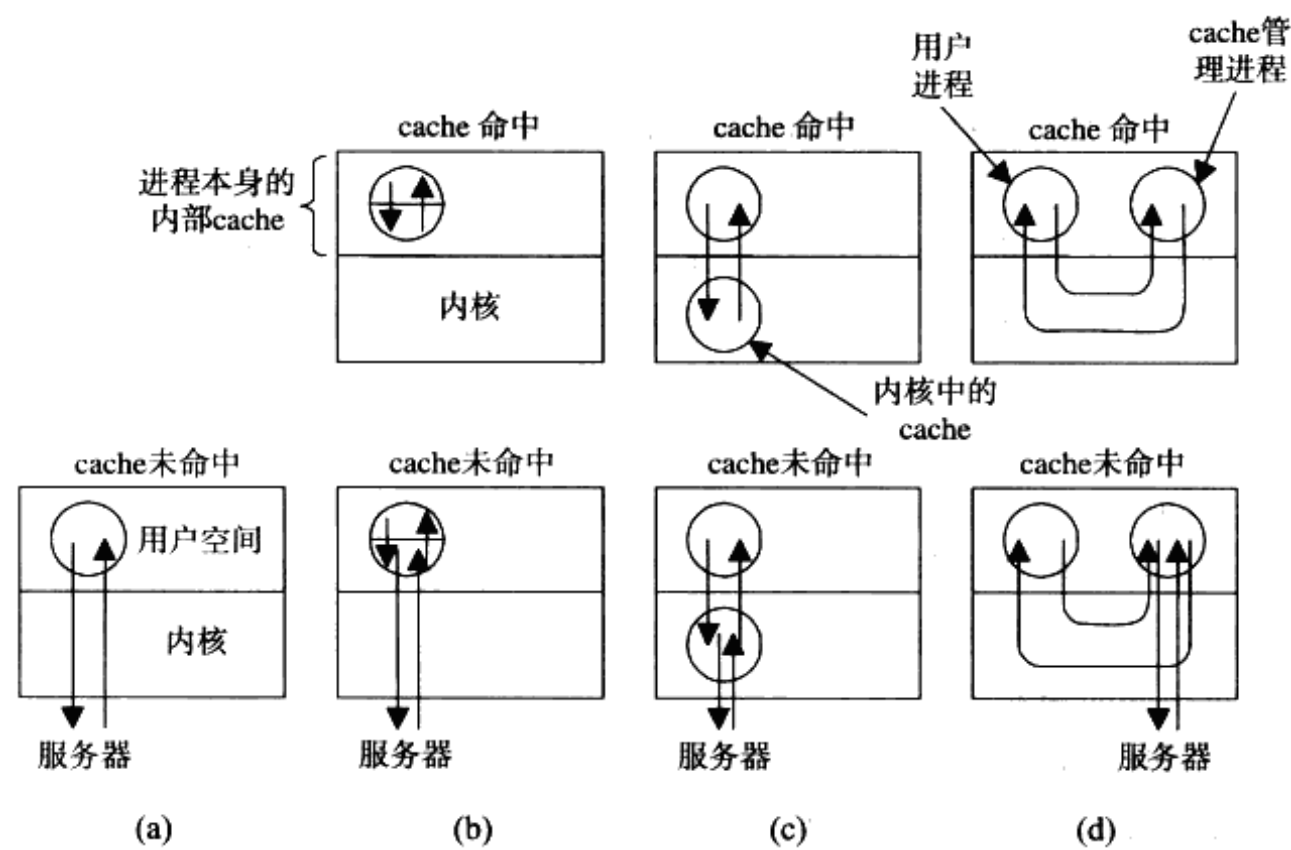 用户
进程
cache管
理进程
cache 命中
cache 命中
cache 命中
进程本身的
内部cache
内核
内核中的
cache
cache未命中
cache未命中
cache未命中
cache未命中
用户空间
内核
服务器
服务器
服务器
服务器
(a)
(b)
(c)
(d)